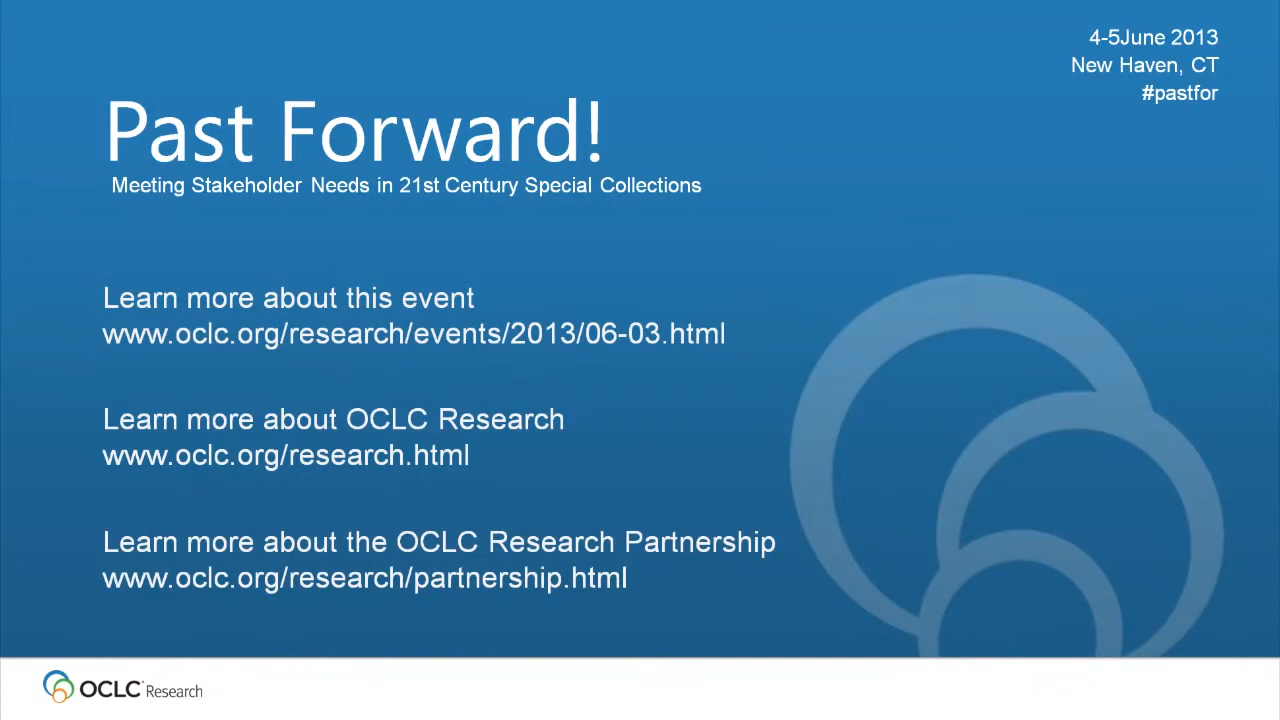 4-5June 2013
New Haven, CT
#pastfor
Past Forward!
Meeting Stakeholder Needs in 21st Century Special Collections
Learn more about this event
www.oclc.org/research/events/2013/06-03.html
Learn more about OCLC Research
www.oclc.org/research.html
Learn more about the OCLC Research Partnership
www.oclc.org/research/partnership.html
OCLC Research